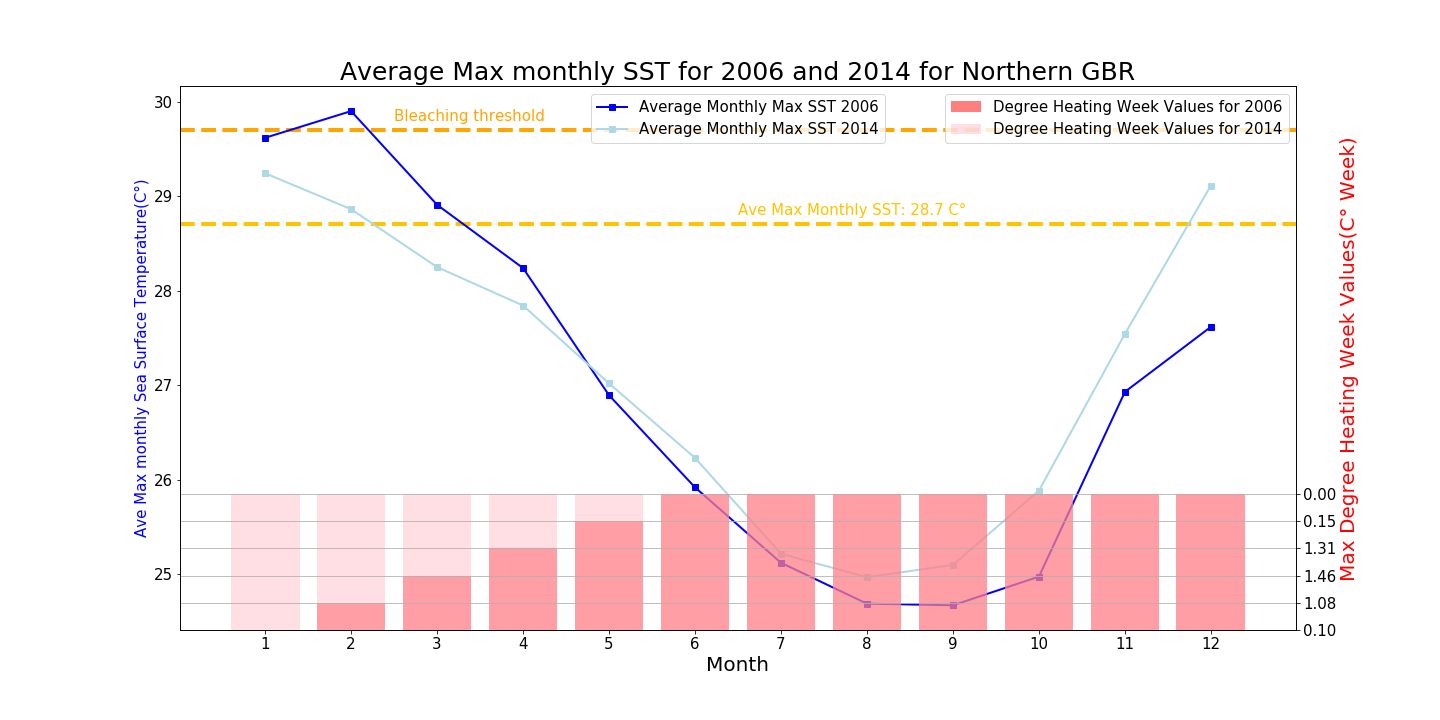 Average Max monthly SST for 2006 and 2014 for Northern GBR
30
29
28
27
26
25
Ave Max monthly Sea Surface Temperature(C°)
Bleaching threshold
Average Monthly Max SST 2006
Average Monthly Max SST 2014
Degree Heating Week Values for 2006
Degree Heating Week Values for 2014
Ave Max Monthly SST: 28.7 C°
0.00
0.15
1.31
1.46
1.08
0.10
Max Degree Heating Week Values(C° Week)
1 2 3 4 5 6 7 8 9 10 11 12
Month